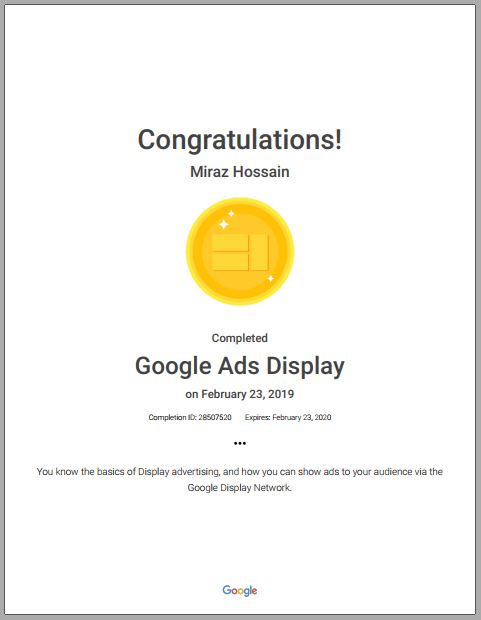 Congratulations!
Miraz Hossain
Completed
Google Ads Display
on February 23, 2019
Completion ID: 28507520 Expires: February 23, 2020
•••
You know the basics of Display advertising, and how you can show ads to your audience via the
Google Display Network.
Google